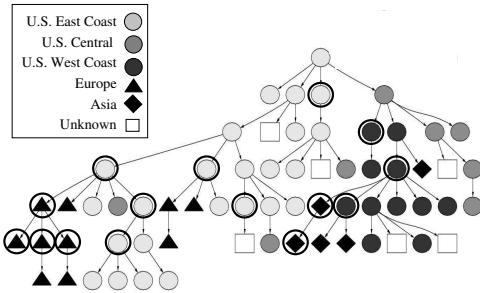 U.S. East Coast
U.S. Central
U.S. West Coast
Europe
Asia
Unknown